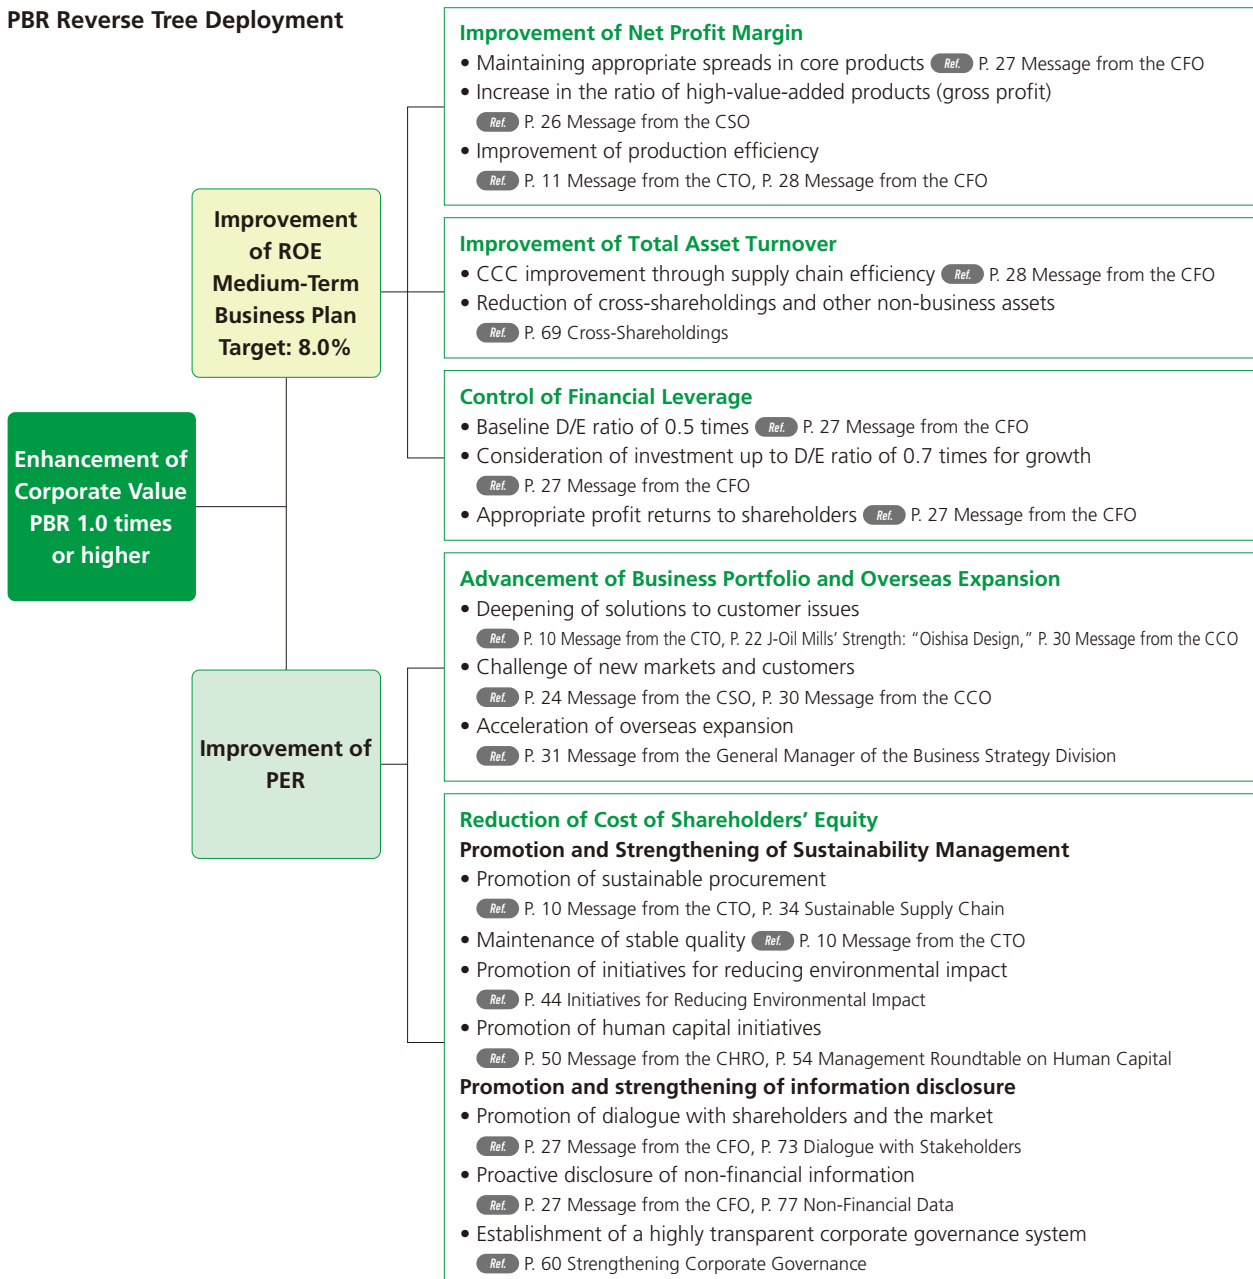 PBR Reverse Tree Deployment
Enhancement of
Corporate Value
PBR 1.0 times
or higher
Improvement
of ROE
Medium-Term
Business Plan
Target: 8.0%
Improvement of Net Profit Margin
• Maintaining appropriate spreads in core products Ref. P. 27 Message from the CFO
• Increase in the ratio of high-value-added products (gross profit)
Ref. P. 26 Message from the CSO
• Improvement of production efficiency
Ref. P. 11 Message from the CTO, P. 28 Message from the CFO
Improvement of Total Asset Turnover
• CCC improvement through supply chain efficiency Ref. P. 28 Message from the CFO
• Reduction of cross-shareholdings and other non-business assets
Ref. P. 69 Cross-Shareholdings
Control of Financial Leverage
• Baseline D/E ratio of 0.5 times Ref. P. 27 Message from the CFO
• Consideration of investment up to D/E ratio of 0.7 times for growth
Ref. P. 27 Message from the CFO
• Appropriate profit returns to shareholders Ref. P. 27 Message from the CFO
Improvement of
PER
Advancement of Business Portfolio and Overseas Expansion
• Deepening of solutions to customer issues
Ref. P. 10 Message from the CTO, P. 22 J-Oil Mills’ Strength: “Oishisa Design,” P. 30 Message from the CCO
• Challenge of new markets and customers
Ref. P. 24 Message from the CSO, P. 30 Message from the CCO
• Acceleration of overseas expansion
Ref. P. 31 Message from the General Manager of the Business Strategy Division
Reduction of Cost of Shareholders’ Equity
Promotion and Strengthening of Sustainability Management
• Promotion of sustainable procurement
Ref. P. 10 Message from the CTO, P. 34 Sustainable Supply Chain
• Maintenance of stable quality Ref. P. 10 Message from the CTO
• Promotion of initiatives for reducing environmental impact
Ref. P. 44 Initiatives for Reducing Environmental Impact
• Promotion of human capital initiatives
Ref. P. 50 Message from the CHRO, P. 54 Management Roundtable on Human Capital
Promotion and strengthening of information disclosure
• Promotion of dialogue with shareholders and the market
Ref. P. 27 Message from the CFO, P. 73 Dialogue with Stakeholders
• Proactive disclosure of non-financial information
Ref. P. 27 Message from the CFO, P. 77 Non-Financial Data
• Establishment of a highly transparent corporate governance system
Ref. P. 60 Strengthening Corporate Governance